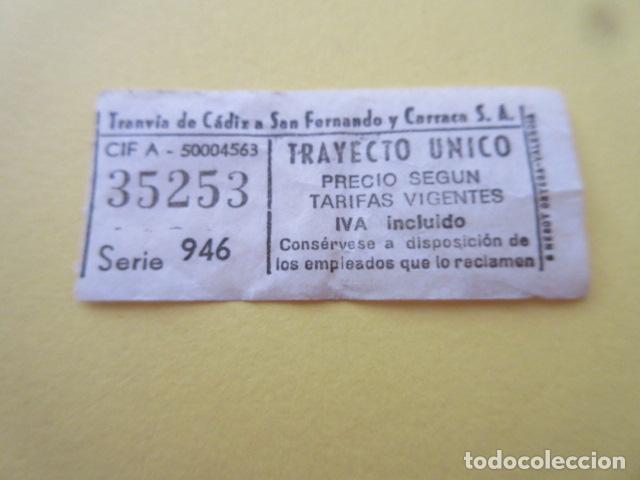 Tranvía de Cádiz a San Fernando y Carraca S. A.
CIF A - 50004563
35253
Serie 946
TRAYECTO UNICO
PRECIO SEGUN
TARIFAS VIGENTES
IVA incluido
Consérvese a disposición de
los empleados que lo reclamen
todocoleccion